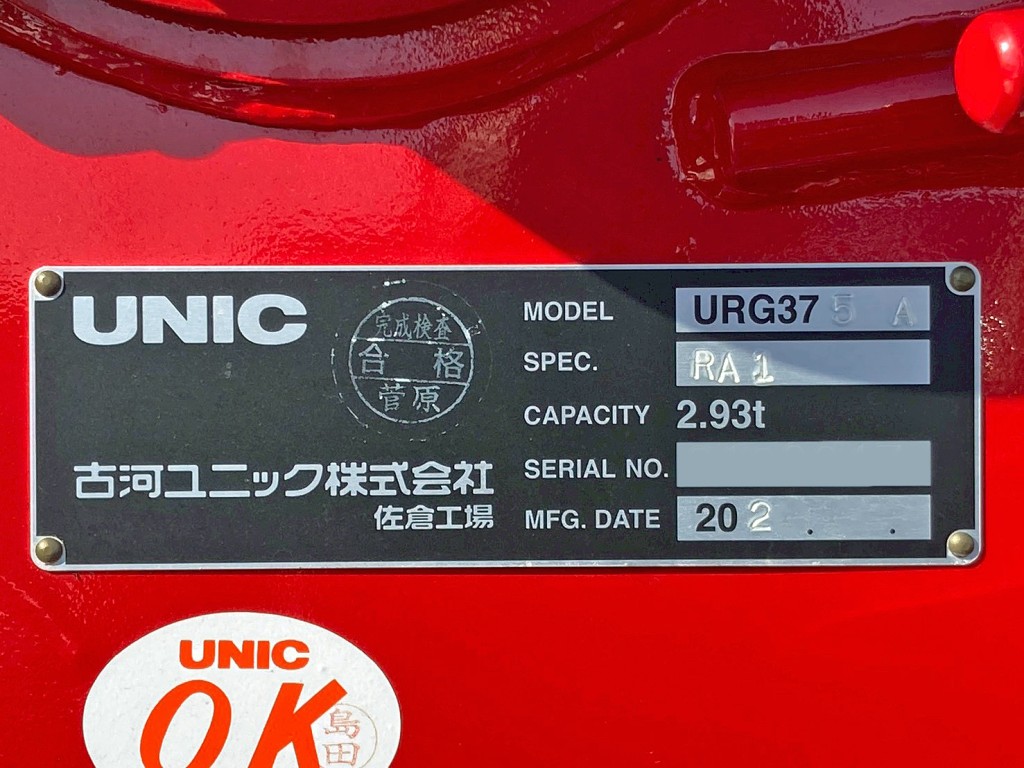 UNIC
完成検査
合格
菅原
古河ユニック株式会社
佐倉工場
MODEL URG375 A
SPEC. RA1
CAPACITY 2.93t
SERIAL NO.
MFG. DATE 202 . .
UNIC
OK
島田